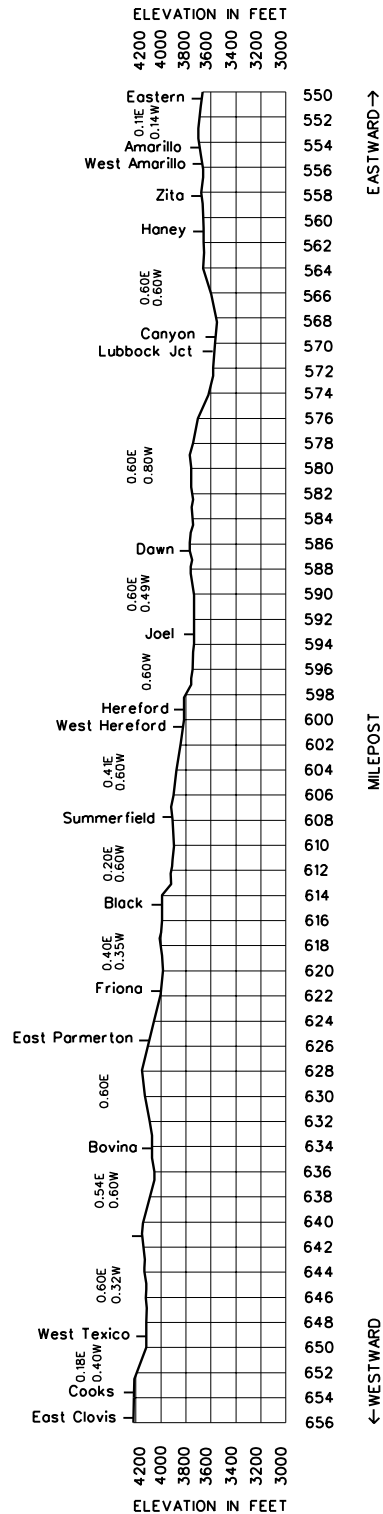 ELEVATION IN FEET
4200 4000 3800 3600 3400 3200 3000
EASTWARD→
Eastern 550
0.11E
0.14W
552
Amarillo 554
West Amarillo 556
Zita 558
560
Haney 562
564
0.60E
0.60W
566
568
Canyon 570
Lubbock Jct
572
574
576
578
0.60E
0.80W
580
582
584
Dawn 586
588
0.60E
0.49W
590
592
Joel 594
0.60W
596
598
Hereford 600
West Hereford
602
MILEPOST
0.41E
0.60W
604
606
Summerfield 608
610
0.20E
0.60W
612
614
Black 616
0.40E
0.35W
618
620
Friona 622
624
East Parmerton 626
628
0.60E
630
632
Bovina 634
636
0.54E
0.60W
638
640
642
644
0.60E
0.32W
646
648
West Texico 650
0.18E
0.40W
652
Cooks 654
East Clovis 656
←WESTWARD
4200 4000 3800 3600 3400 3200 3000
ELEVATION IN FEET